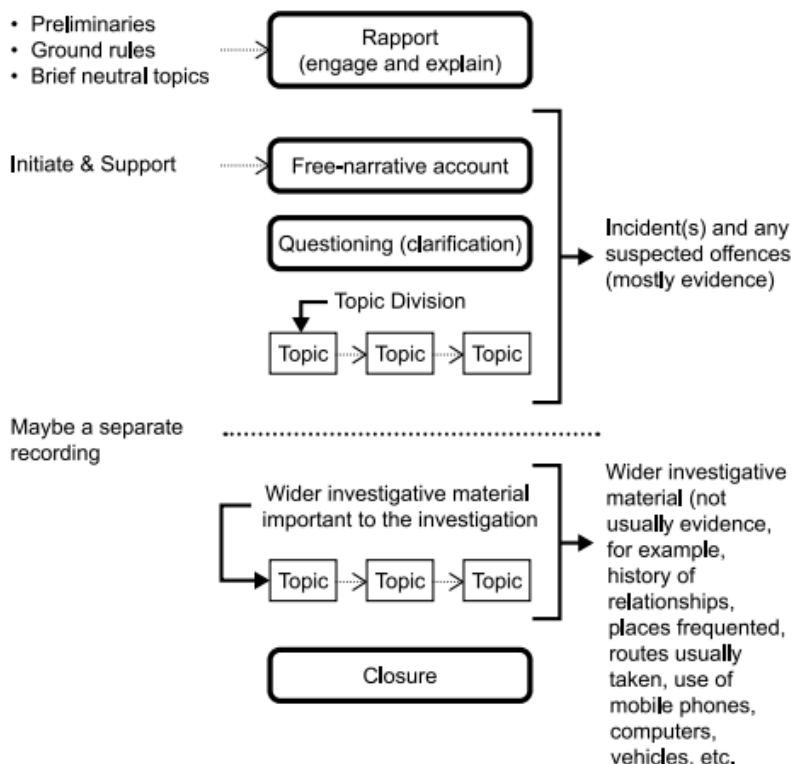 • Preliminaries
• Ground rules
• Brief neutral topics
Rapport
(engage and explain)
Initiate & Support
Free-narrative account
Questioning (clarification)
Topic Division
Topic
Topic
Topic
Incident(s) and any
suspected offences
(mostly evidence)
Maybe a separate
recording
Wider investigative material
important to the investigation
Topic
Topic
Topic
Wider investigative
material (not
usually evidence,
for example,
history of
relationships,
places frequented,
routes usually
taken, use of
mobile phones,
computers,
vehicles, etc.
Closure